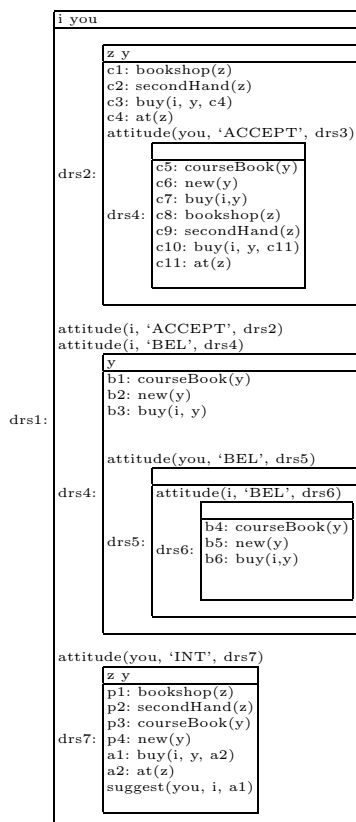 i you
z y
c1: bookshop(z)
c2: secondHand(z)
c3: buy(i, y, c4)
c4: at(z)
attitude(you, ‘ACCEPT’, drs3)
drs2:
c5: courseBook(y)
c6: new(y)
c7: buy(i,y)
drs4: c8: bookshop(z)
c9: secondHand(z)
c10: buy(i, y, c11)
c11: at(z)
attitude(i, ‘ACCEPT’, drs2)
attitude(i, ‘BEL’, drs4)
y
b1: courseBook(y)
b2: new(y)
b3: buy(i, y)
drs1:
attitude(you, ‘BEL’, drs5)
drs4:
attitude(i, ‘BEL’, drs6)
drs5:
b4: courseBook(y)
drs6: b5: new(y)
b6: buy(i,y)
attitude(you, ‘INT’, drs7)
z y
p1: bookshop(z)
p2: secondHand(z)
p3: courseBook(y)
drs7: p4: new(y)
a1: buy(i, y, a2)
a2: at(z)
suggest(you, i, a1)